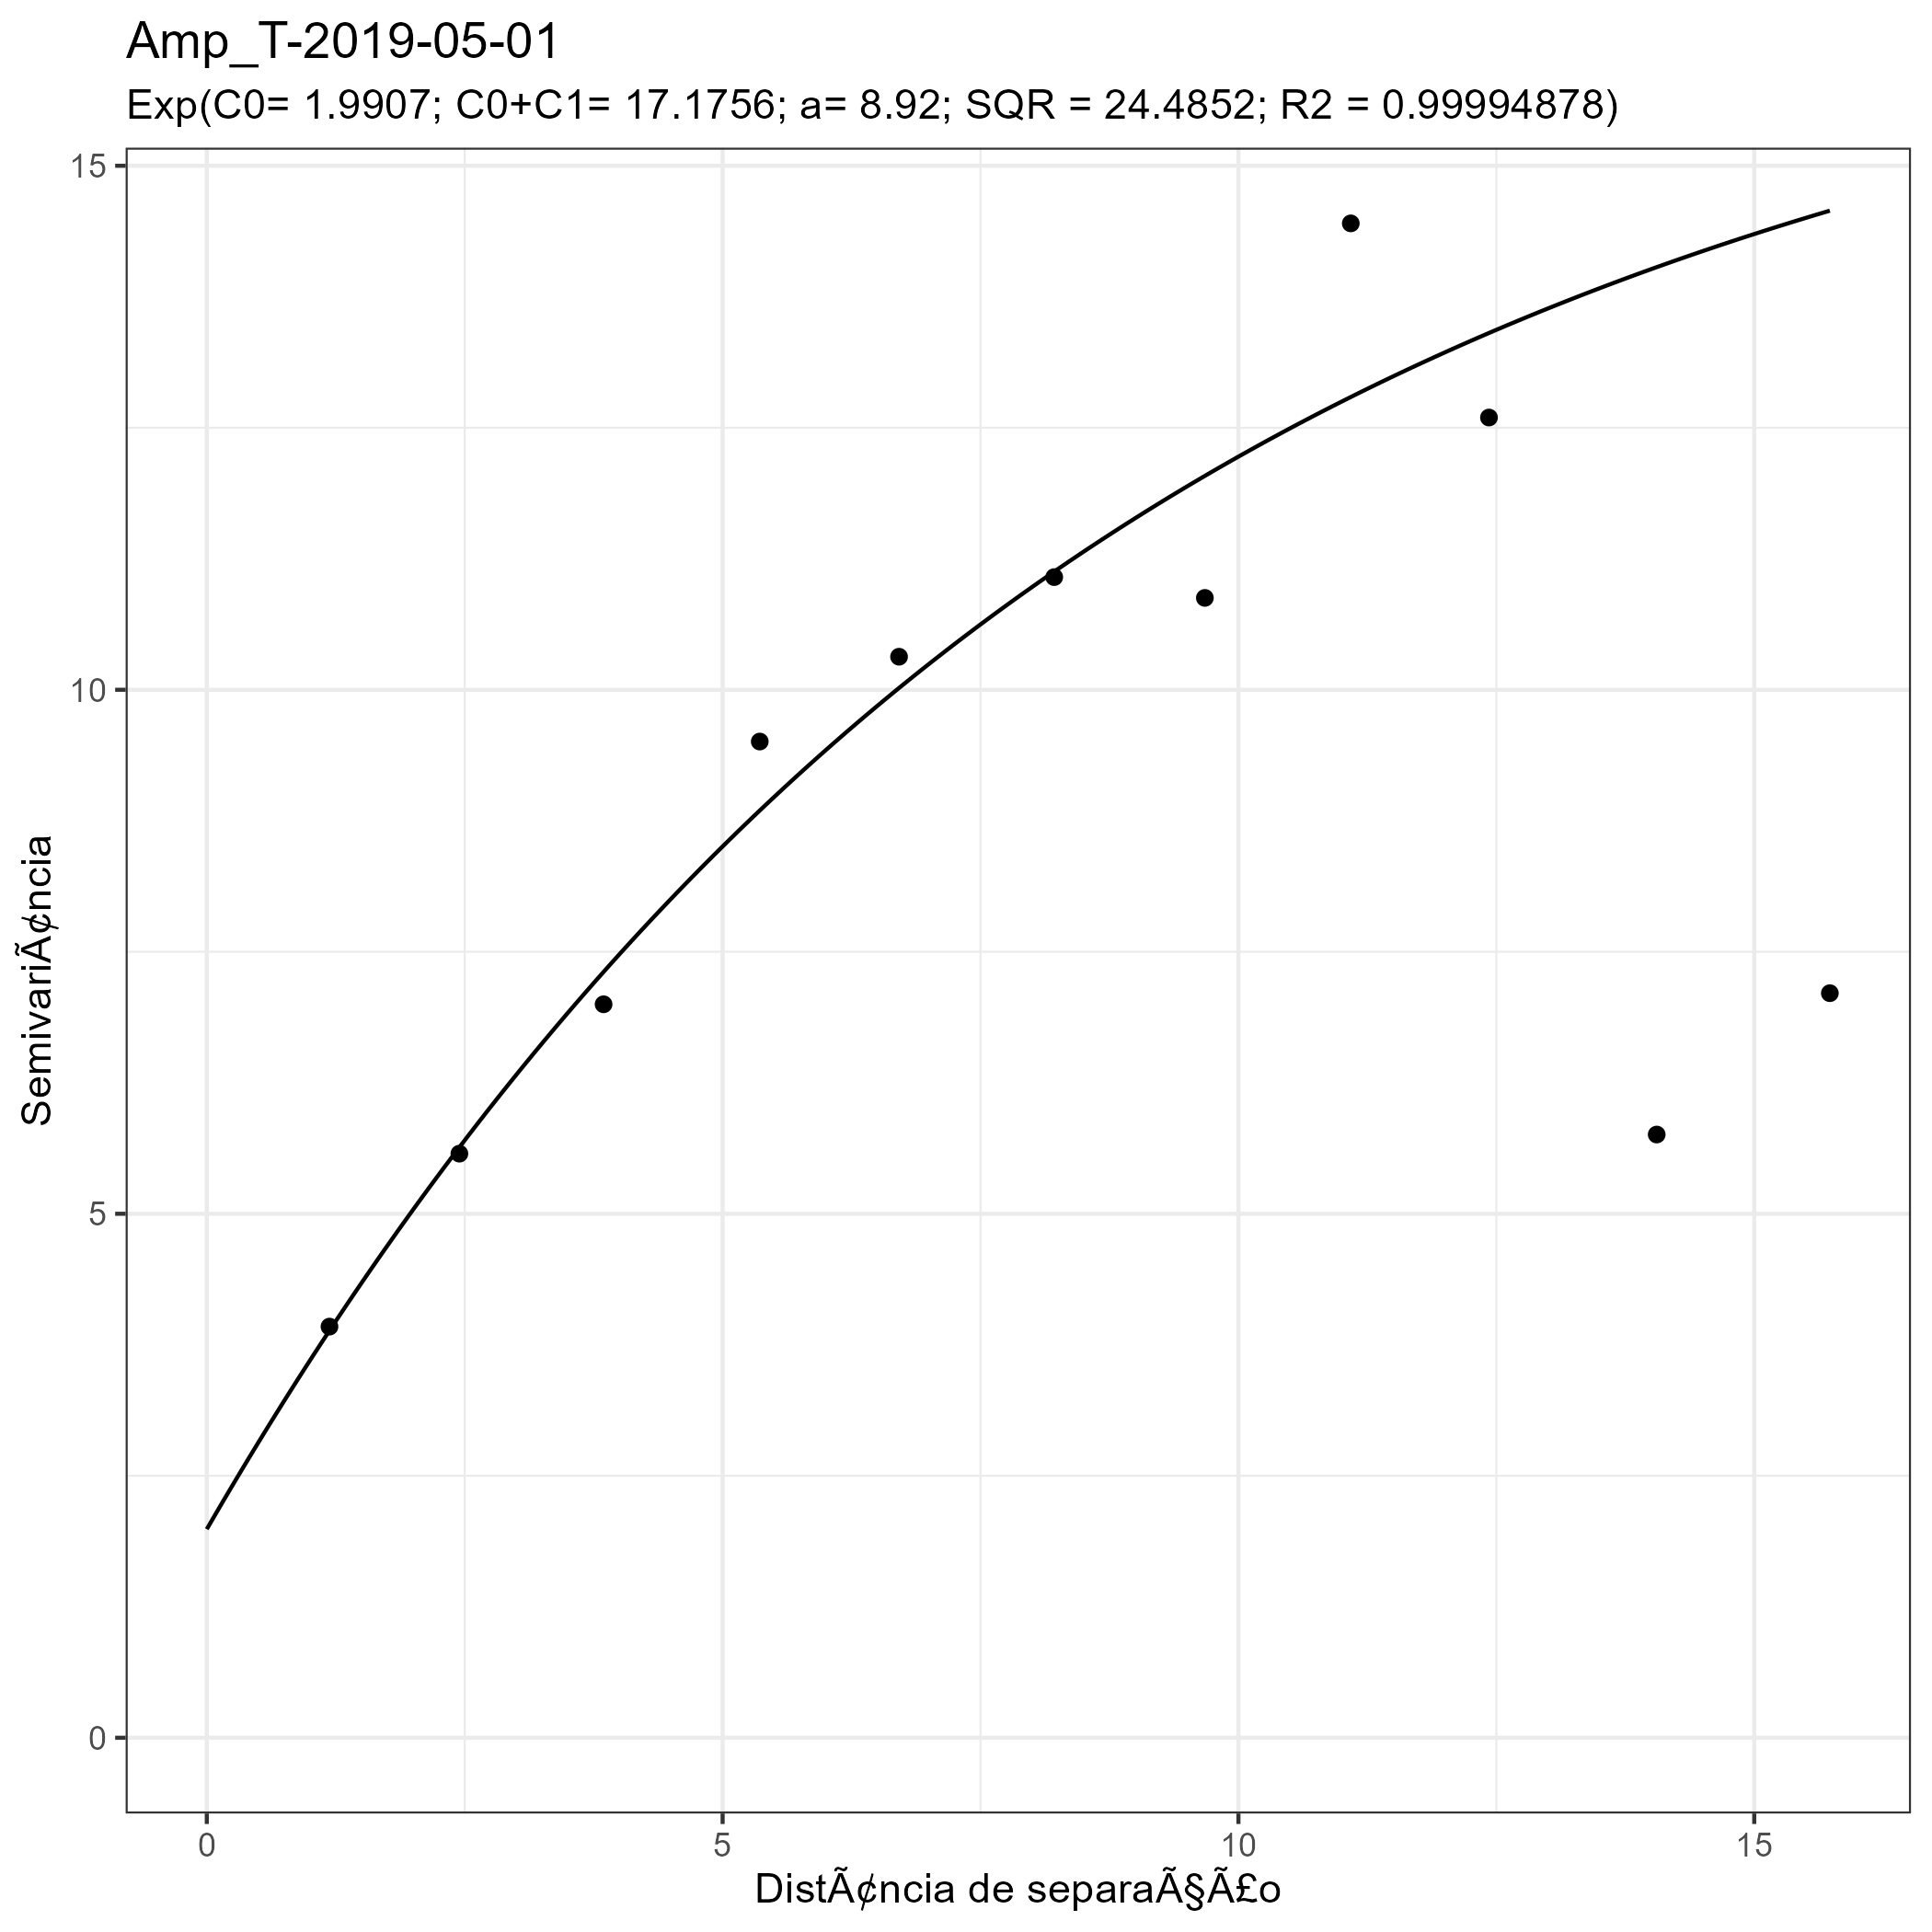 Amp_T-2019-05-01
Exp(C0= 1.9907; C0+C1= 17.1756; a= 8.92; SQR = 24.4852; R2 = 0.99994878)
15
10
5
0
SemivariÃ¢ncia
0 5 10 15
DistÃ¢ncia de separaÃ§Ã£o